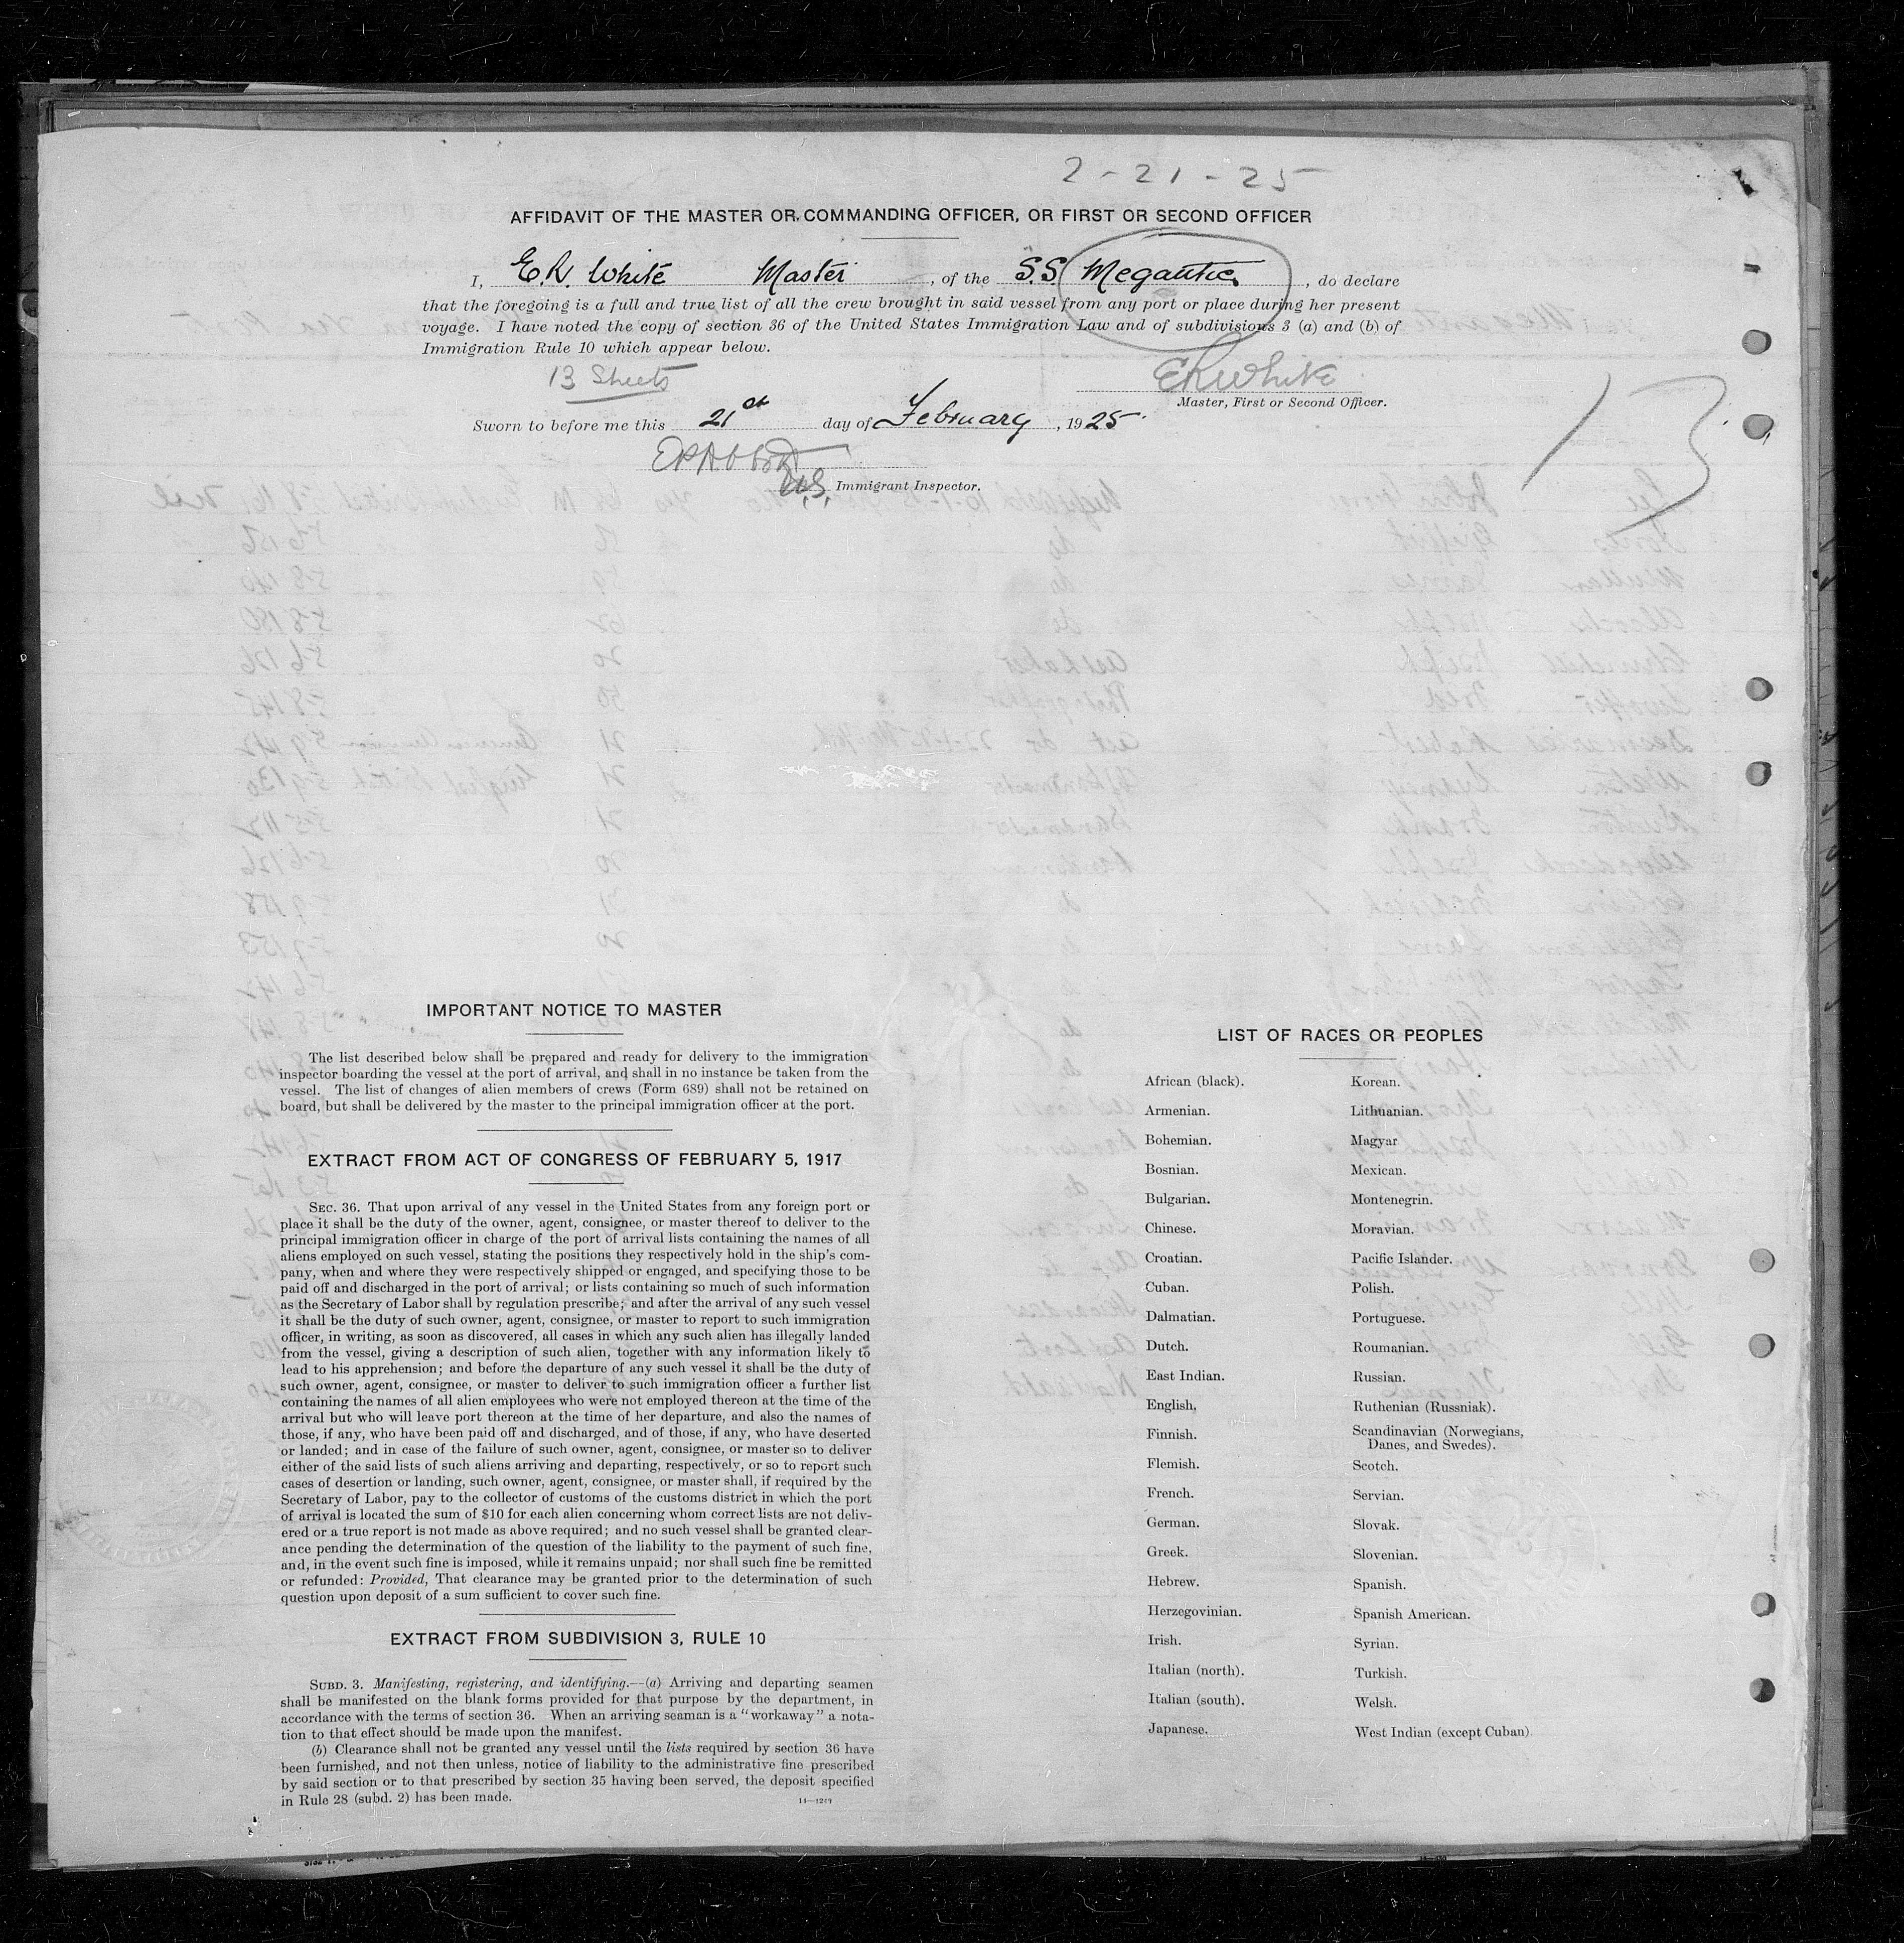 2-21-25
AFFIDAVIT OF THE MASTER OR COMMANDING OFFICER, OR FIRST OR SECOND OFFICER
I, E.R. White Master, of the S.S. Megantic, do declare
that the foregoing is a full and true list of all the crew brought in said vessel from any port or place during her present
voyage. I have noted the copy of section 36 of the United States Immigration Law and of subdivisions 3 (a) and (b) of
Immigration Rule 10 which appear below.
13 Sheets
ERWhite
Master, First or Second Officer.
13
Sworn to before me this 21st day of February, 1925.
U.S. Immigrant Inspector.
IMPORTANT NOTICE TO MASTER
The list described below shall be prepared and ready for delivery to the immigration
inspector boarding the vessel at the port of arrival, and shall in no instance be taken from the
vessel. The list of changes of alien members of crews (Form 689) shall not be retained on
board, but shall be delivered by the master to the principal immigration officer at the port.
EXTRACT FROM ACT OF CONGRESS OF FEBRUARY 5, 1917
SEC. 36. That upon arrival of any vessel in the United States from any foreign port or
place it shall be the duty of the owner, agent, consignee, or master thereof to deliver to the
principal immigration officer in charge of the port of arrival lists containing the names of all
aliens employed on such vessel, stating the positions they respectively hold in the ship's com-
pany, when and where they were respectively shipped or engaged, and specifying those to be
paid off and discharged in the port of arrival; or lists containing so much of such information
as the Secretary of Labor shall by regulation prescribe; and after the arrival of any such vessel
it shall be the duty of such owner, agent, consignee, or master to report to such immigration
officer, in writing, as soon as discovered, all cases in which any such alien has illegally landed
from the vessel, giving a description of such alien, together with any information likely to
lead to his apprehension; and before the departure of any such vessel it shall be the duty of
such owner, agent, consignee, or master to deliver to such immigration officer a further list
containing the names of all alien employees who were not employed thereon at the time of the
arrival but who will leave port thereon at the time of her departure, and also the names of
those, if any, who have been paid off and discharged, and of those, if any, who have deserted
or landed; and in case of the failure of such owner, agent, consignee, or master so to deliver
either of the said lists of such aliens arriving and departing, respectively, or so to report such
cases of desertion or landing, such owner, agent, consignee, or master shall, if required by the
Secretary of Labor, pay to the collector of customs of the customs district in which the port
of arrival is located the sum of $10 for each alien concerning whom correct lists are not deliv-
ered or a true report is not made as above required; and no such vessel shall be granted clear-
ance pending the determination of the question of the liability to the payment of such fine,
and, in the event such fine is imposed, while it remains unpaid; nor shall such fine be remitted
or refunded: Provided, That clearance may be granted prior to the determination of such
question upon deposit of a sum sufficient to cover such fine.
EXTRACT FROM SUBDIVISION 3, RULE 10
SUBD. 3. Manifesting, registering, and identifying.—(a) Arriving and departing seamen
shall be manifested on the blank forms provided for that purpose by the department, in
accordance with the terms of section 36. When an arriving seaman is a "workaway" a nota-
tion to that effect should be made upon the manifest.
(b) Clearance shall not be granted any vessel until the lists required by section 36 have
been furnished, and not then unless, notice of liability to the administrative fine prescribed
by said section or to that prescribed by section 35 having been served, the deposit specified
in Rule 28 (subd. 2) has been made.
14—1249
LIST OF RACES OR PEOPLES
African (black).
Armenian.
Bohemian.
Bosnian.
Bulgarian.
Chinese.
Croatian.
Cuban.
Dalmatian.
Dutch.
East Indian.
English.
Finnish.
Flemish.
French.
German.
Greek.
Hebrew.
Herzegovinian.
Irish.
Italian (north).
Italian (south).
Japanese.
Korean.
Lithuanian.
Magyar
Mexican.
Montenegrin.
Moravian.
Pacific Islander.
Polish.
Portuguese.
Roumanian.
Russian.
Ruthenian (Russniak).
Scandinavian (Norwegians,
Danes, and Swedes).
Scotch.
Servian.
Slovak.
Slovenian.
Spanish.
Spanish American.
Syrian.
Turkish.
Welsh.
West Indian (except Cuban)